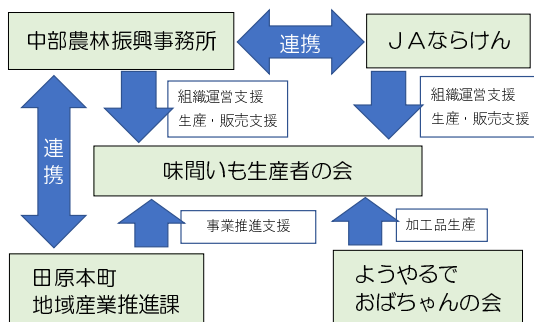 中部農林振興事務所
連携
ＪＡならけん
組織運営支援
生産・販売支援
組織運営支援
生産・販売支援
連携
味間いも生産者の会
事業推進支援
加工品生産
田原本町
地域産業推進課
ようやるで
おばちゃんの会